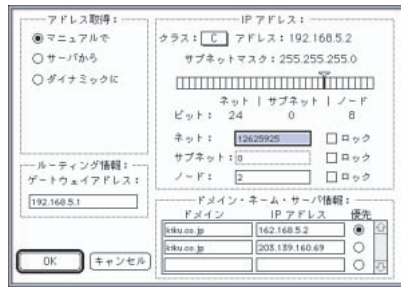 アドレス取得：
マニュアルで
サーバから
ダイナミックに
ルーティング情報：
ゲートウェイアドレス：
192.168.5.1
OK
キャンセル
IP アドレス：
クラス： C アドレス：192.168.5.2
サブネットマスク：255.255.255.0
ネット | サブネット | ノード
ビット： 24 0 8
ネット： 12625925 ロック
サブネット： 0 ロック
ノード： 2 ロック
ドメイン・ネーム・サーバ情報：
ドメイン IP アドレス 優先
162.168.5.2
203.139.160.69